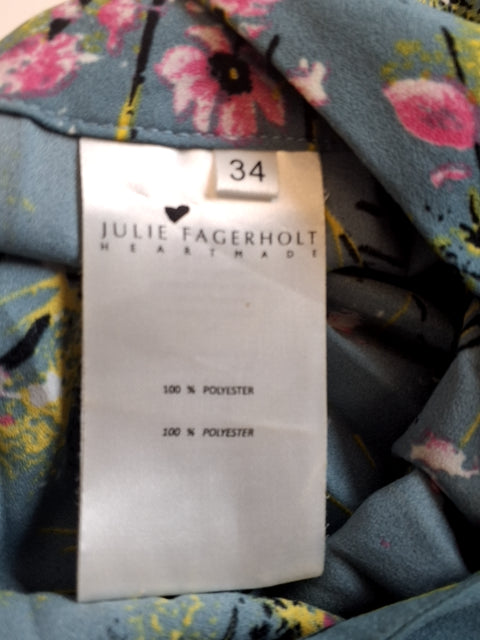 34
JULIE FAGERHOLT
HEARTMADE
100 % POLYESTER
100 % POLYESTER